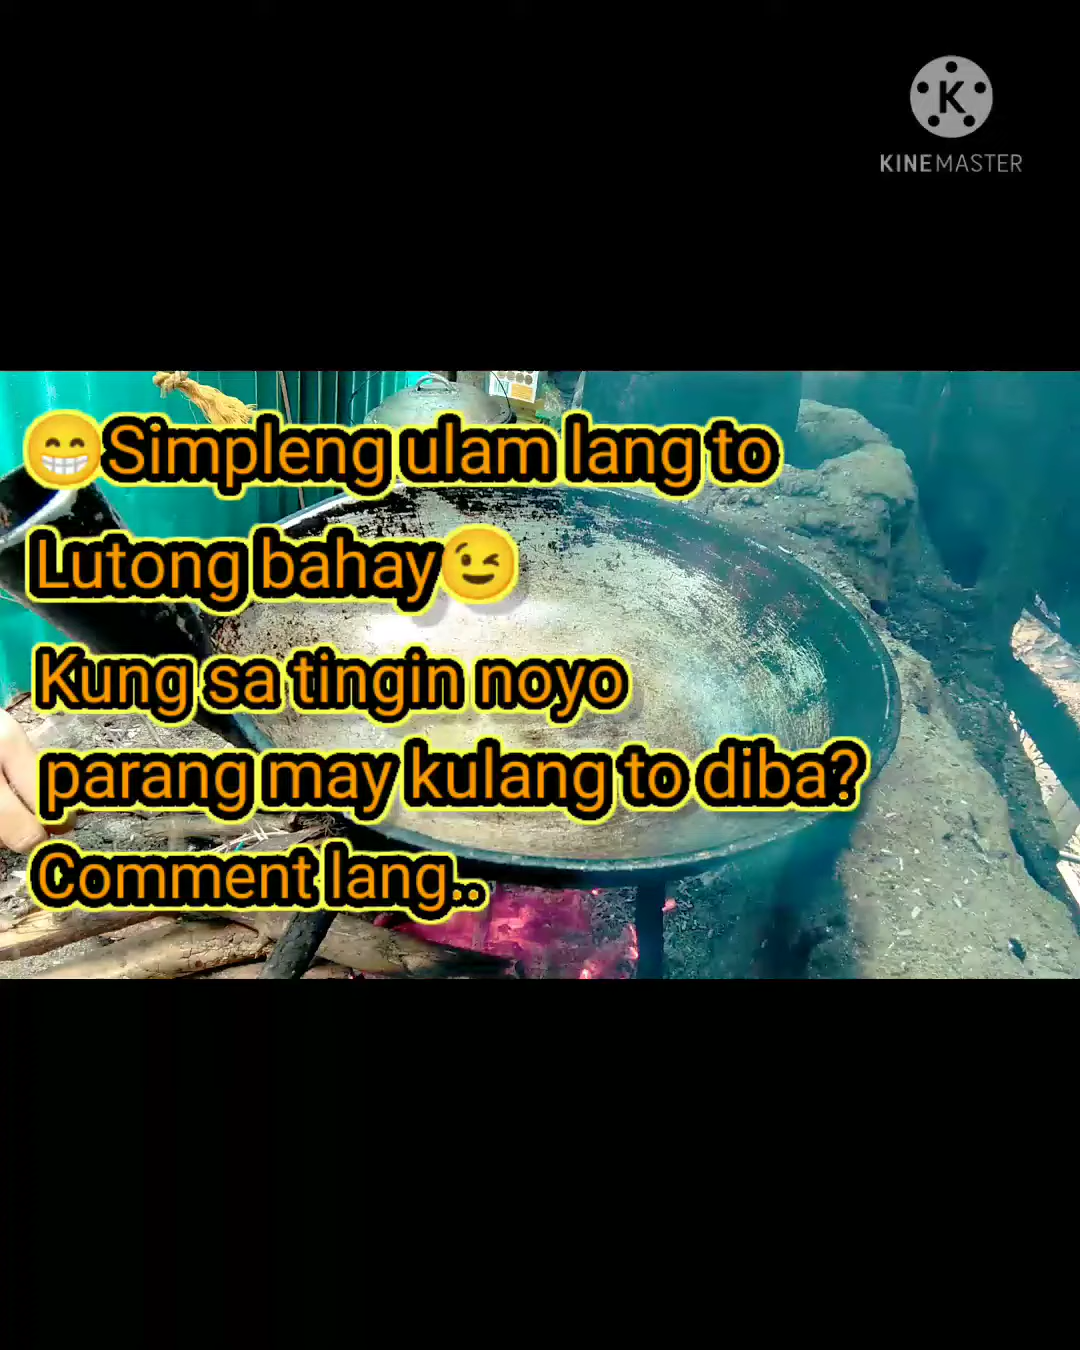 K
KINEMASTER
😁Simpleng ulam lang to
Lutong bahay😉
Kung sa tingin noyo
parang may kulang to diba?
Comment lang..